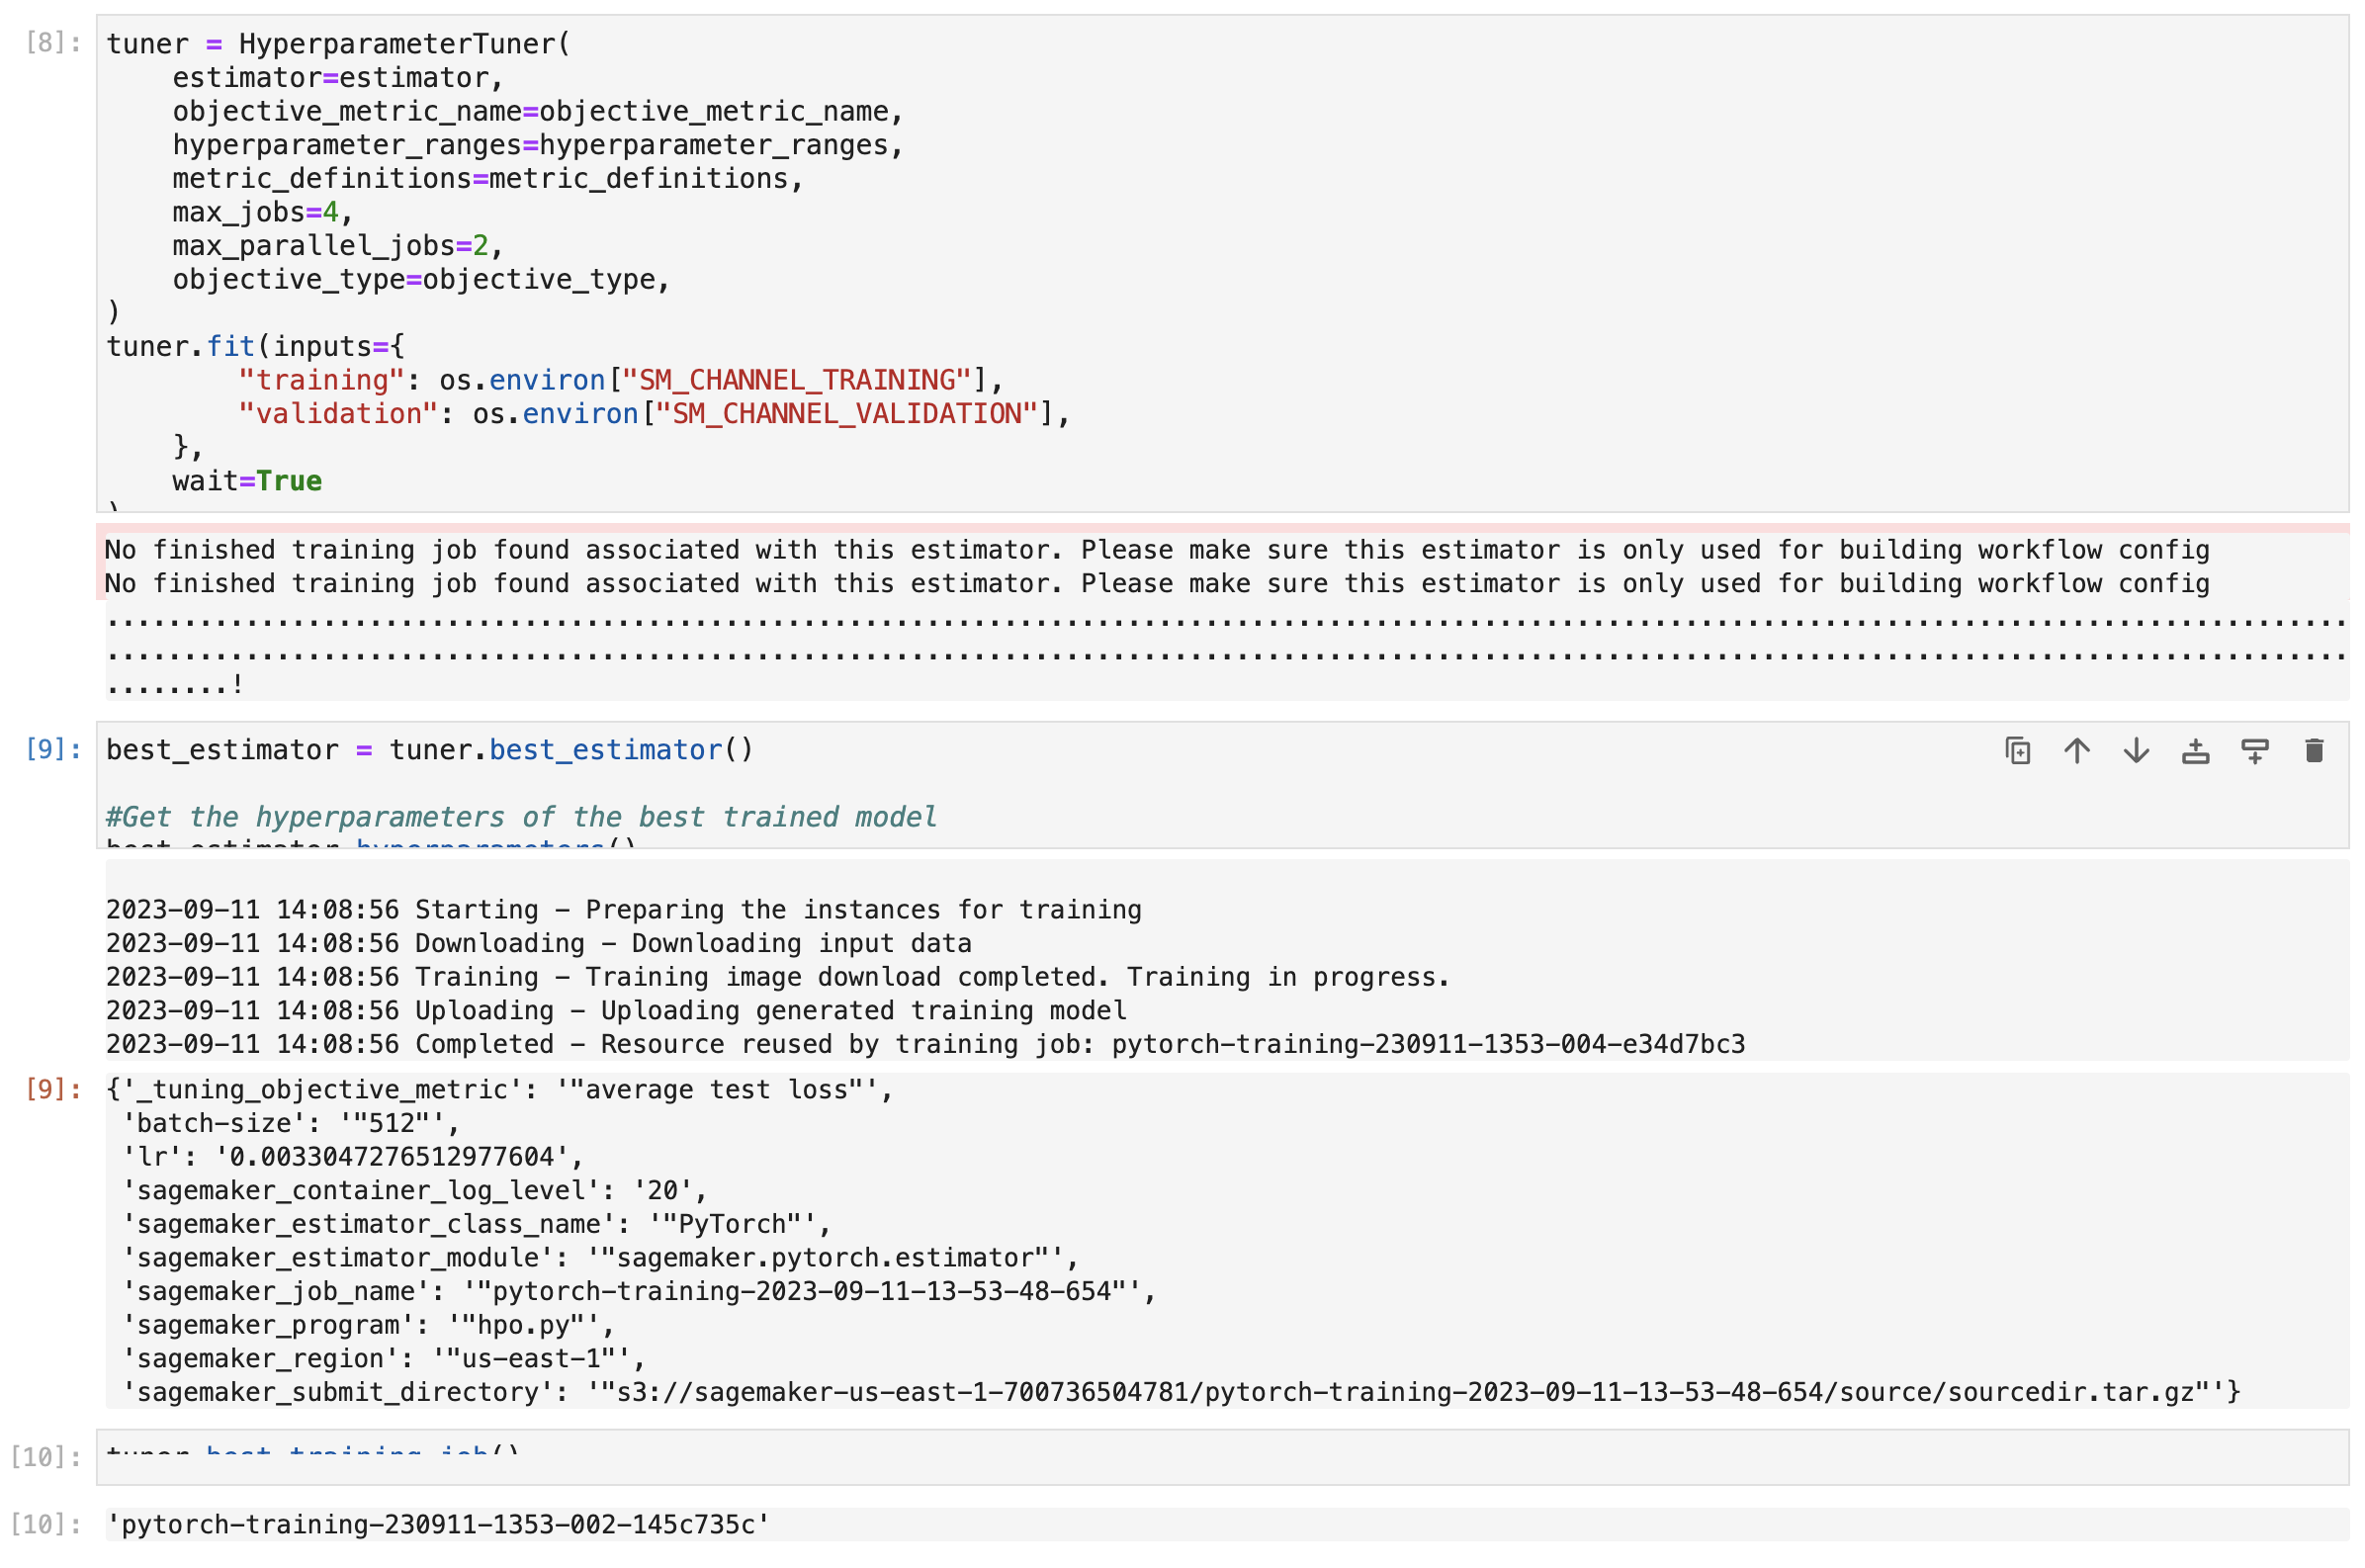 [8]:
tuner = HyperparameterTuner(
    estimator=estimator,
    objective_metric_name=objective_metric_name,
    hyperparameter_ranges=hyperparameter_ranges,
    metric_definitions=metric_definitions,
    max_jobs=4,
    max_parallel_jobs=2,
    objective_type=objective_type,
)
tuner.fit(inputs={
        "training": os.environ["SM_CHANNEL_TRAINING"],
        "validation": os.environ["SM_CHANNEL_VALIDATION"],
    },
    wait=True
)
No finished training job found associated with this estimator. Please make sure this estimator is only used for building workflow config
No finished training job found associated with this estimator. Please make sure this estimator is only used for building workflow config
.................................................................................................................................................
.................................................................................................................................................
........!
[9]:
best_estimator = tuner.best_estimator()
#Get the hyperparameters of the best trained model
best_estimator.hyperparameters()
2023-09-11 14:08:56 Starting - Preparing the instances for training
2023-09-11 14:08:56 Downloading - Downloading input data
2023-09-11 14:08:56 Training - Training image download completed. Training in progress.
2023-09-11 14:08:56 Uploading - Uploading generated training model
2023-09-11 14:08:56 Completed - Resource reused by training job: pytorch-training-230911-1353-004-e34d7bc3
[9]:
{'_tuning_objective_metric': '"average test loss"',
 'batch-size': '"512"',
 'lr': '0.0033047276512977604',
 'sagemaker_container_log_level': '20',
 'sagemaker_estimator_class_name': '"PyTorch"',
 'sagemaker_estimator_module': '"sagemaker.pytorch.estimator"',
 'sagemaker_job_name': '"pytorch-training-2023-09-11-13-53-48-654"',
 'sagemaker_program': '"hpo.py"',
 'sagemaker_region': '"us-east-1"',
 'sagemaker_submit_directory': '"s3://sagemaker-us-east-1-700736504781/pytorch-training-2023-09-11-13-53-48-654/source/sourcedir.tar.gz"'}
[10]:
tuner.best_training_job()
[10]:
'pytorch-training-230911-1353-002-145c735c'